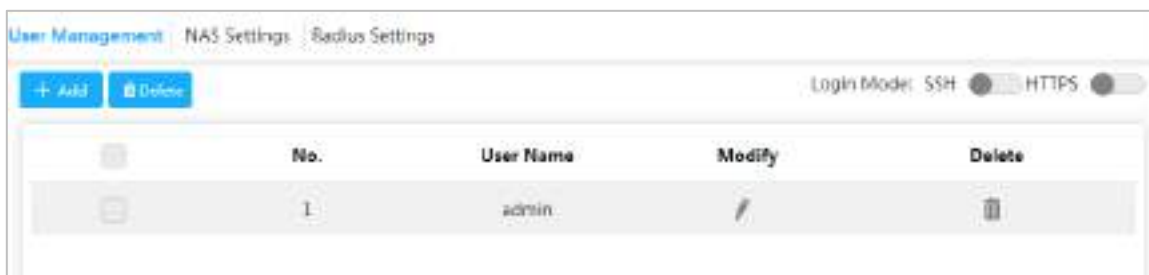 User Management NAS Settings Radius Settings
+ Add Delete Login Mode: SSH HTTPS
No. User Name Modify Delete
1 admin